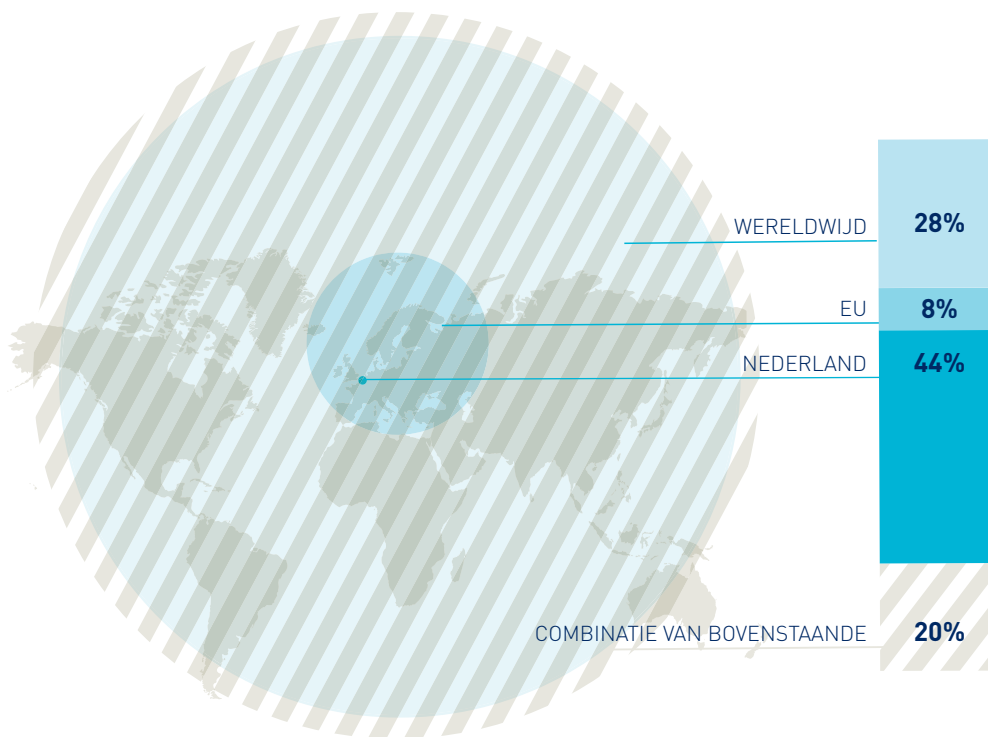 WERELDWIJD 28%
EU 8%
NEDERLAND 44%
COMBINATIE VAN BOVENSTAANDE 20%